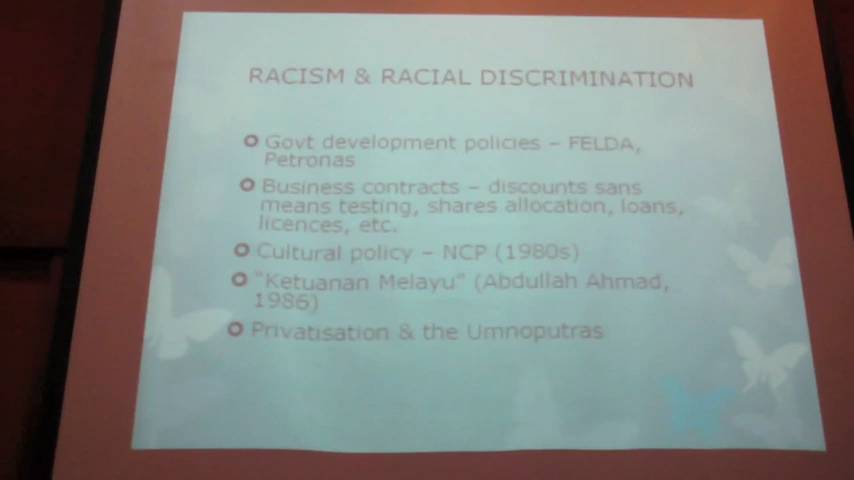 RACISM & RACIAL DISCRIMINATION
Govt development policies – FELDA,
Petronas
Business contracts – discounts sans
means testing, shares allocation, loans,
licences, etc.
Cultural policy – NCP (1980s)
"Ketuanan Melayu" (Abdullah Ahmad,
1986)
Privatisation & the Umnoputras